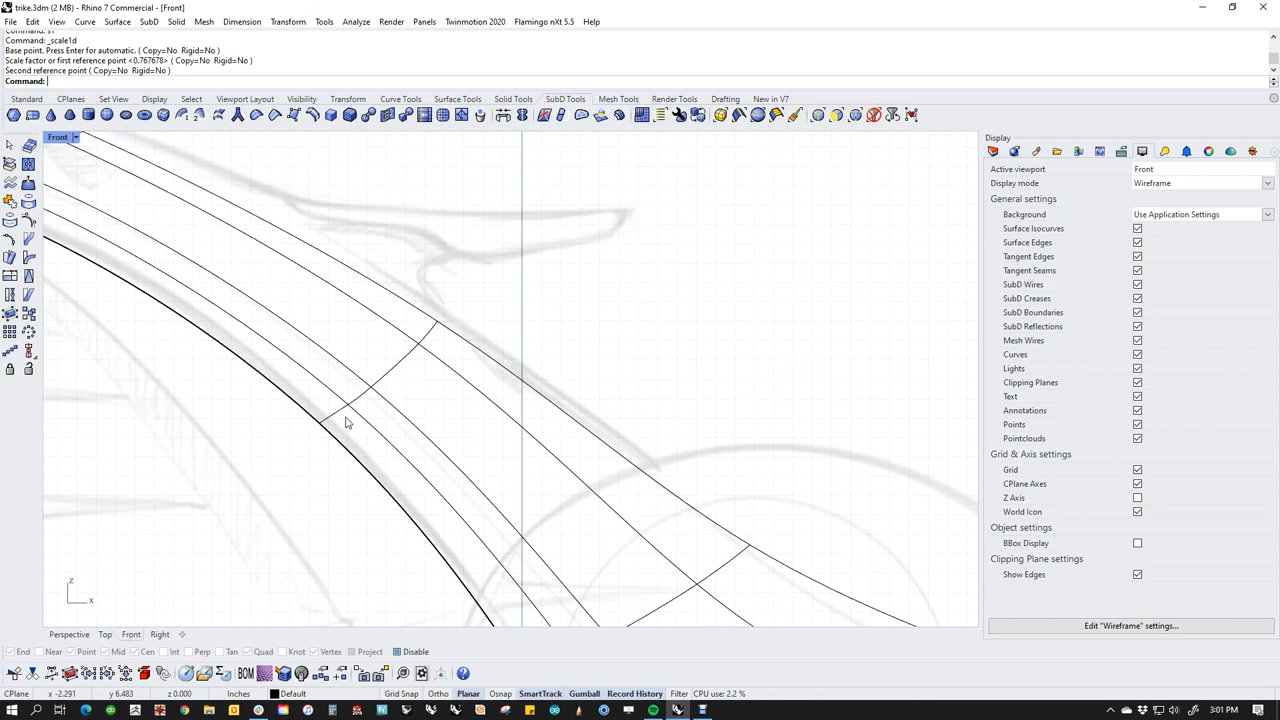 trike.3dm (2 MB) - Rhino 7 Commercial - [Front]
File Edit View Curve Surface SubD Solid Mesh Dimension Transform Tools Analyze Render Panels Twinmotion 2020 Flamingo nXt 5.5 Help
Command: _scale1d
Base point. Press Enter for automatic. ( Copy=No Rigid=No )
Scale factor or first reference point <0.767678> ( Copy=No Rigid=No )
Second reference point ( Copy=No Rigid=No )
Command:
Standard CPlanes Set View Display Select Viewport Layout Visibility Transform Curve Tools Surface Tools Solid Tools SubD Tools Mesh Tools Render Tools Drafting New in V7
Front
Display
Active viewport Front
Display mode Wireframe
General settings
Background Use Application Settings
Surface Isocurves
Surface Edges
Tangent Edges
Tangent Seams
SubD Wires
SubD Creases
SubD Boundaries
SubD Reflections
Mesh Wires
Curves
Lights
Clipping Planes
Text
Annotations
Points
Pointclouds
Grid & Axis settings
Grid
CPlane Axes
Z Axis
World Icon
Object settings
BBox Display
Clipping Plane settings
Show Edges
Edit "Wireframe" settings...
z
x
Perspective Top Front Right
End Near Point Mid Cen Int Perp Tan Quad Knot Vertex Project Disable
BOM
CPlane x -2.291 y 6.483 z 0.000 Inches Default Grid Snap Ortho Planar Osnap SmartTrack Gumball Record History Filter CPU use: 2.2 %
3:01 PM